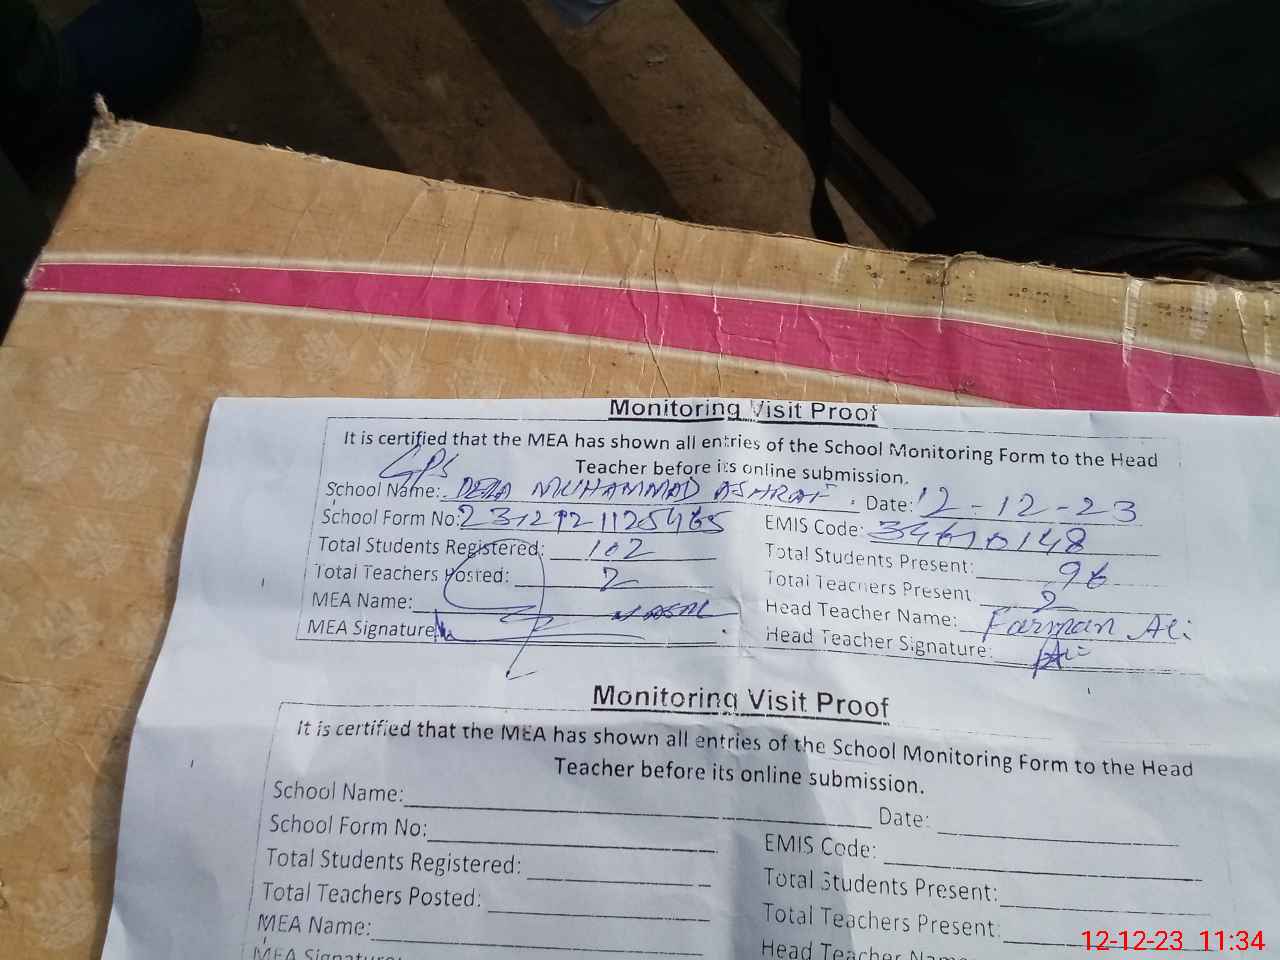 Monitoring Visit Proof
It is certified that the MEA has shown all entries of the School Monitoring Form to the Head
Teacher before its online submission.
GPS
School Name: DERA MUHAMMAD ASHRAF. Date: 12-12-23
School Form No: EMIS Code:
Total Students Registered: 102 Total Students Present: 96
Total Teachers Posted: 2 Total Teachers Present 2
MEA Name: Head Teacher Name: Farman Ali
MEA Signature Head Teacher Signature: Ali
Monitoring Visit Proof
It is certified that the MEA has shown all entries of the School Monitoring Form to the Head
Teacher before its online submission.
School Name: Date:
School Form No: EMIS Code:
Total Students Registered: Total Students Present:
Total Teachers Posted: Total Teachers Present:
MEA Name: Head Teacher Name
MEA Signature:
12-12-23 11:34